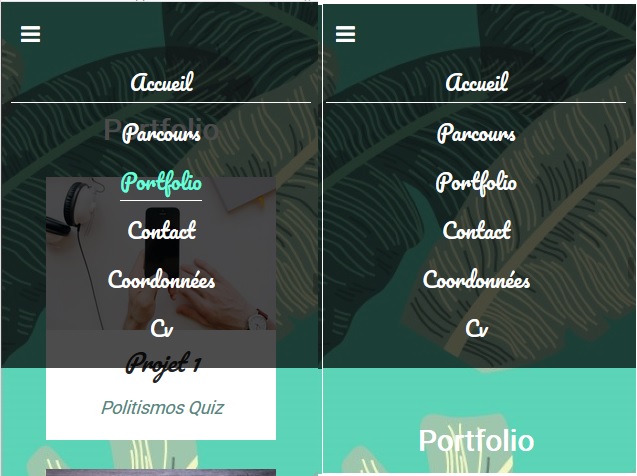 Accueil
Portfolio
Parcours
Portfolio
Contact
Coordonnées
Cv
Projet 1
Politismos Quiz
Accueil
Parcours
Portfolio
Contact
Coordonnées
Cv
Portfolio